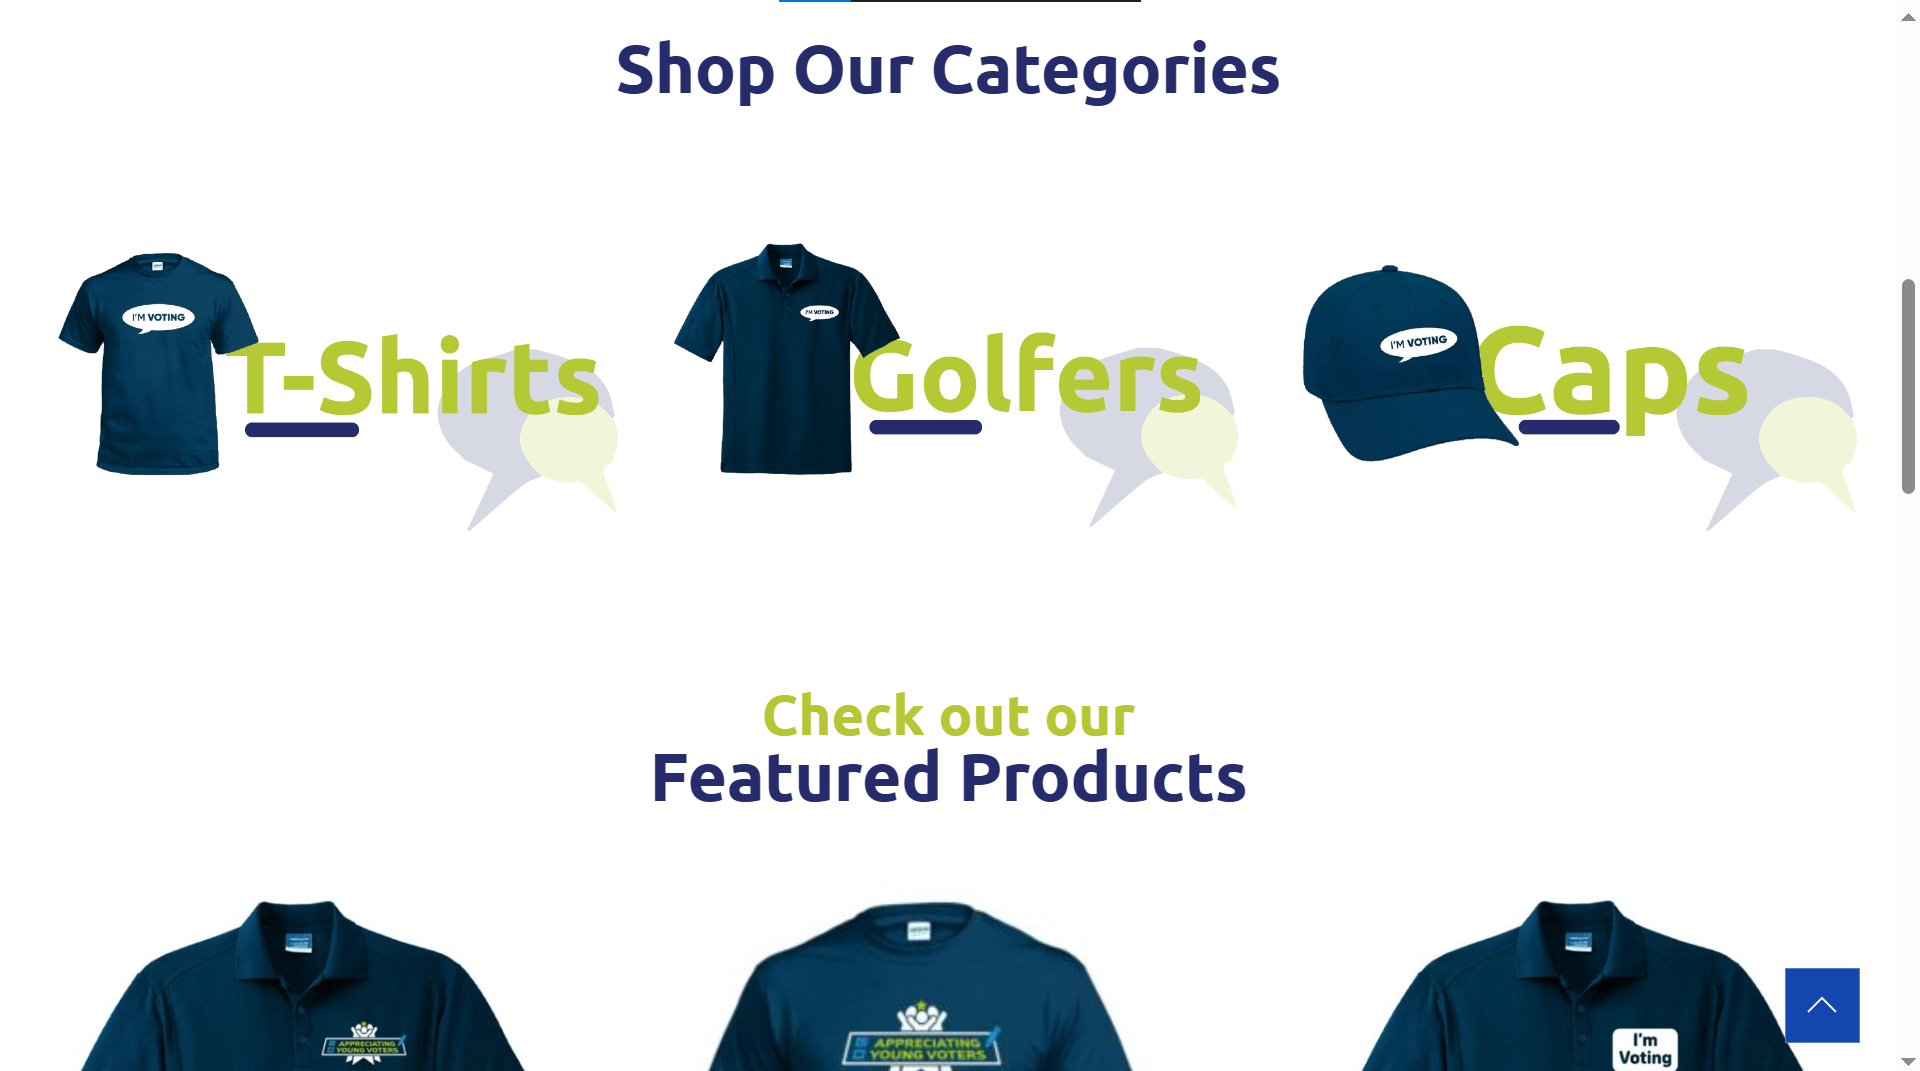 Shop Our Categories
I'M VOTING
T-Shirts
I'M VOTING
Golfers
I'M VOTING
Caps
Check out our
Featured Products
APPRECIATING
YOUNG VOTERS
APPRECIATING
YOUNG VOTERS
I'm
Voting